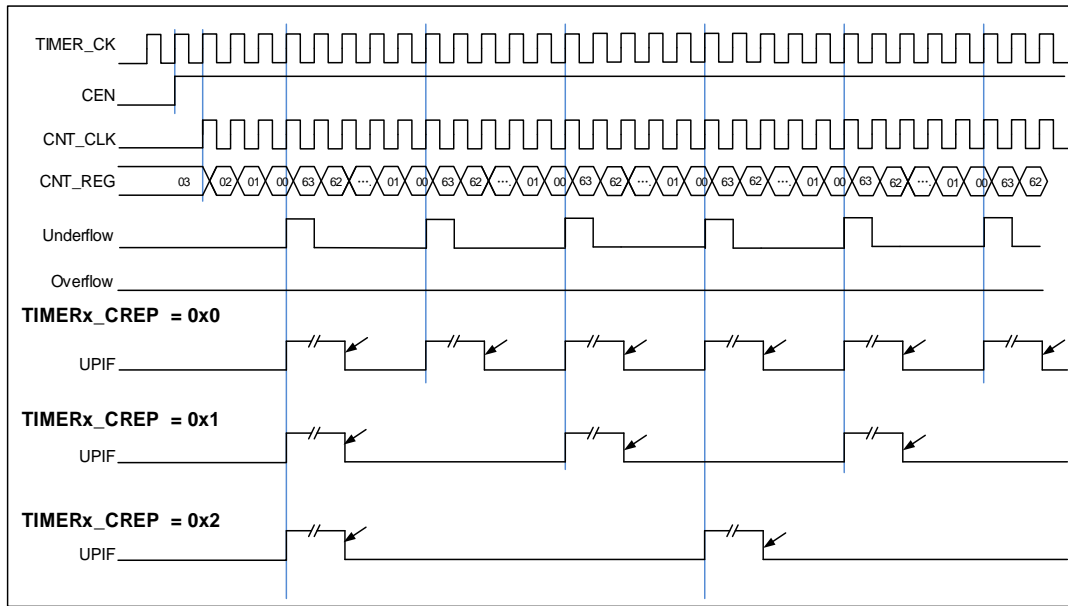 TIMER_CK
CEN
CNT_CLK
CNT_REG 03 02 01 00 63 62 .... 01 00 63 62 ... 01 00 63 62 .... 01 00 63 62 ... 01 00 63 62 .... 01 00 63 62
Underflow
Overflow
TIMERx_CREP = 0x0
UPIF
TIMERx_CREP = 0x1
UPIF
TIMERx_CREP = 0x2
UPIF